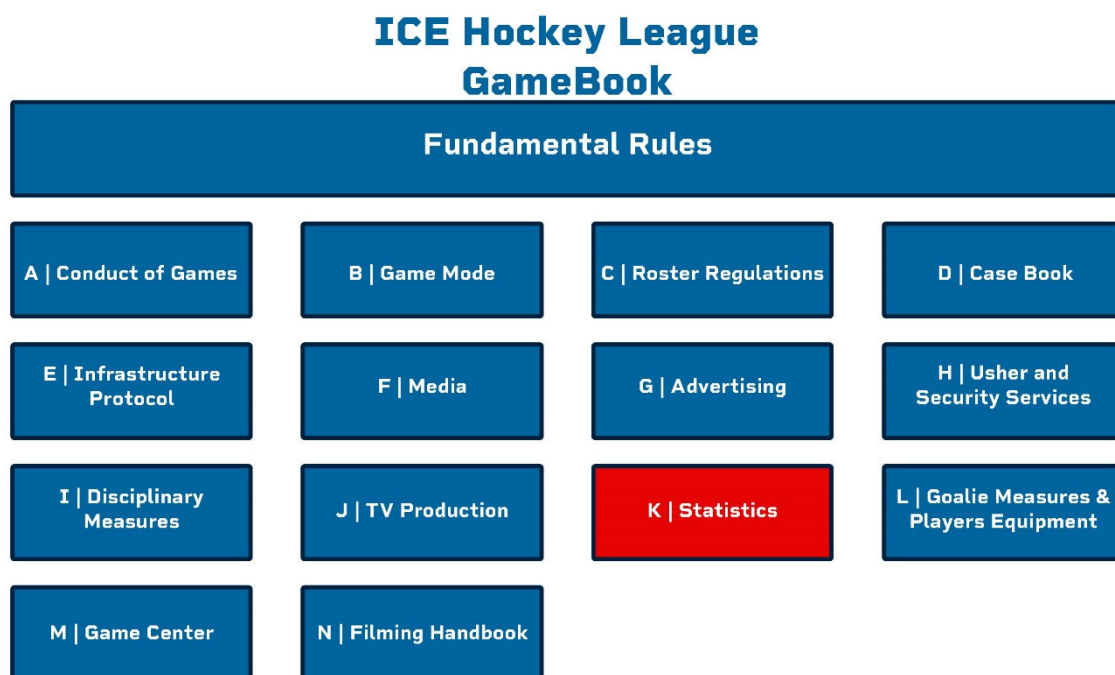 ICE Hockey League
GameBook
Fundamental Rules
A | Conduct of Games
B | Game Mode
C | Roster Regulations
D | Case Book
E | Infrastructure
Protocol
F | Media
G | Advertising
H | Usher and
Security Services
I | Disciplinary
Measures
J | TV Production
K | Statistics
L | Goalie Measures &
Players Equipment
M | Game Center
N | Filming Handbook